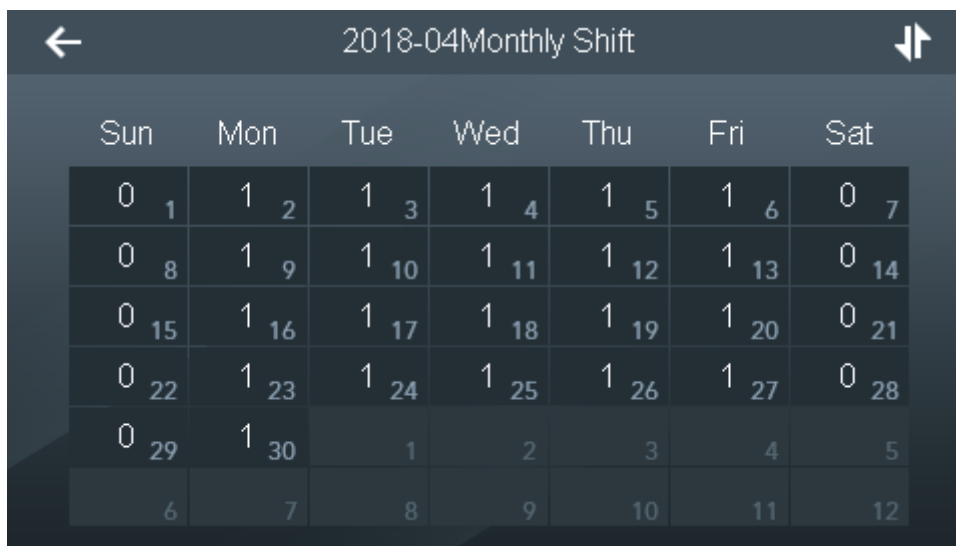 2018-04Monthly Shift
Sun Mon Tue Wed Thu Fri Sat
0 1 1 2 1 3 1 4 1 5 1 6 0 7
0 8 1 9 1 10 1 11 1 12 1 13 0 14
0 15 1 16 1 17 1 18 1 19 1 20 0 21
0 22 1 23 1 24 1 25 1 26 1 27 0 28
0 29 1 30 1 2 3 4 5
6 7 8 9 10 11 12